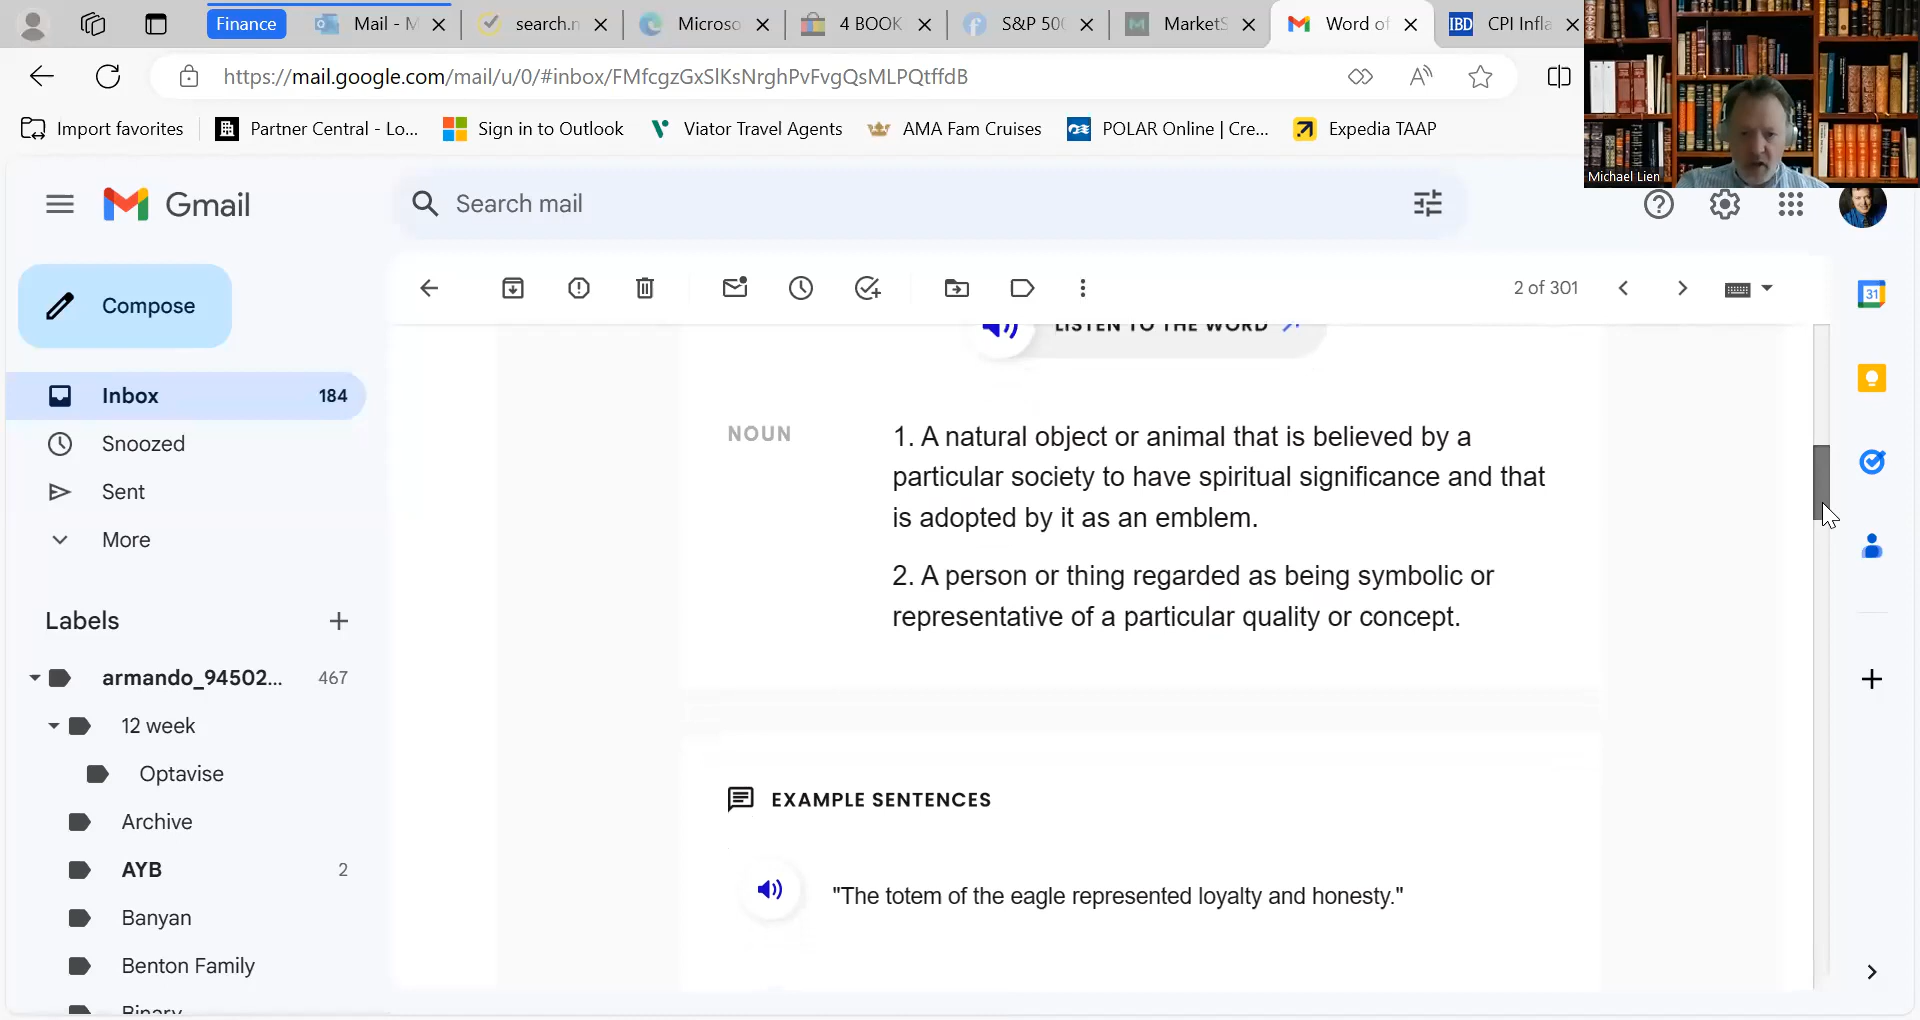 Finance
Mail - M
search.n
Microso
4 BOOK
S&P 500
MarketS
Word of
IBD
CPI Infla
https://mail.google.com/mail/u/0/#inbox/FMfcgzGxSlKsNrghPvFvgQsMLPQtffdB
Import favorites
Partner Central - Lo...
Sign in to Outlook
Viator Travel Agents
AMA Fam Cruises
POLAR Online | Cre...
Expedia TAAP
Michael Lien
Gmail
Search mail
Compose
2 of 301
31
LISTEN TO THE WORD
Inbox 184
Snoozed
Sent
More
NOUN
1. A natural object or animal that is believed by a
particular society to have spiritual significance and that
is adopted by it as an emblem.
2. A person or thing regarded as being symbolic or
representative of a particular quality or concept.
Labels
armando_94502... 467
12 week
Optavise
Archive
AYB 2
Banyan
Benton Family
Binary
EXAMPLE SENTENCES
"The totem of the eagle represented loyalty and honesty."